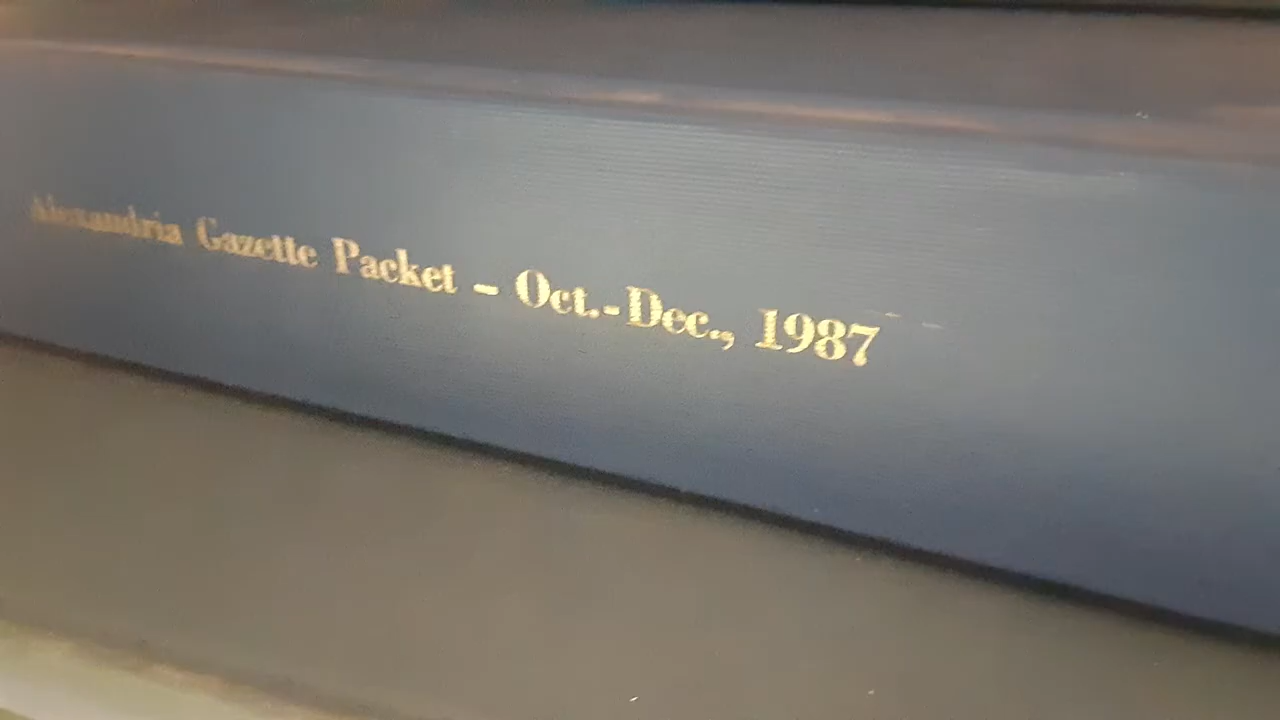 Alexandria Gazette Packet – Oct.-Dec., 1987